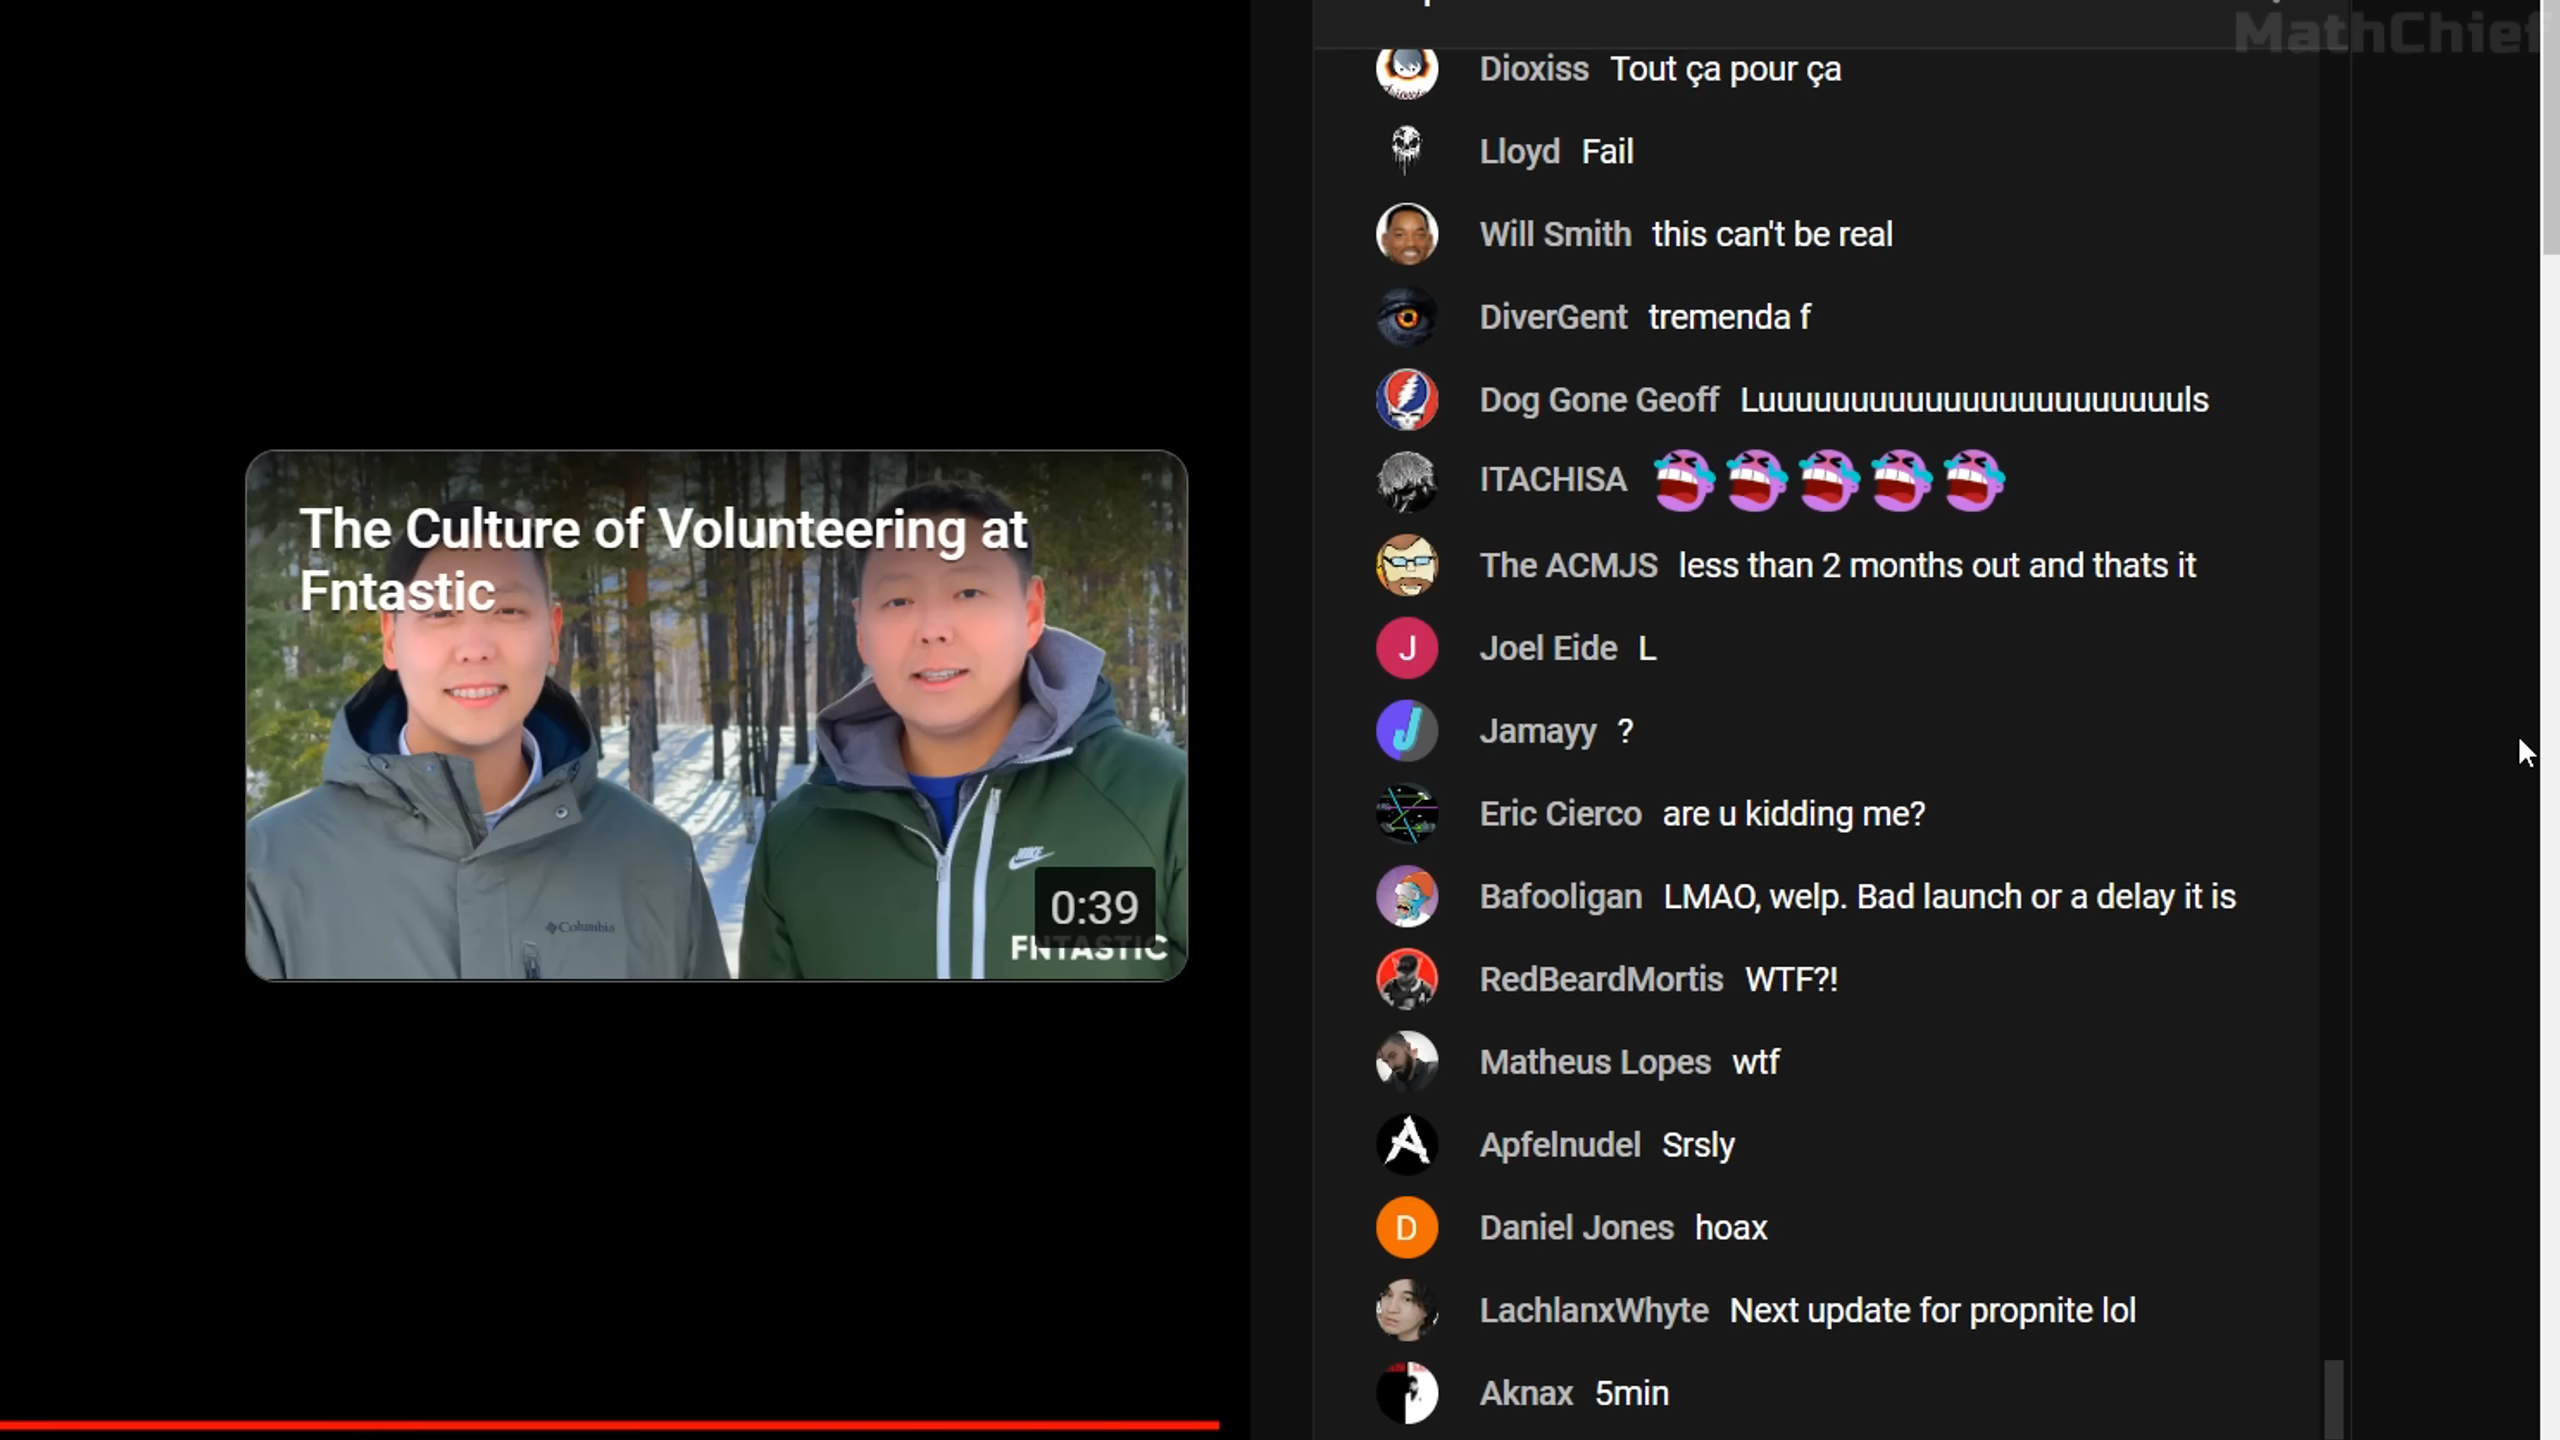 MathChief
The Culture of Volunteering at
Fntastic
Columbia
NIKE
0:39
FNTASTIC
Dioxiss Tout ça pour ça
Lloyd Fail
Will Smith this can't be real
DiverGent tremenda f
Dog Gone Geoff Luuuuuuuuuuuuuuuuuuuuuuuls
ITACHISA
The ACMJS less than 2 months out and thats it
J Joel Eide L
J Jamayy ?
Eric Cierco are u kidding me?
Bafooligan LMAO, welp. Bad launch or a delay it is
RedBeardMortis WTF?!
Matheus Lopes wtf
A Apfelnudel Srsly
D Daniel Jones hoax
LachlanxWhyte Next update for propnite lol
Aknax 5min